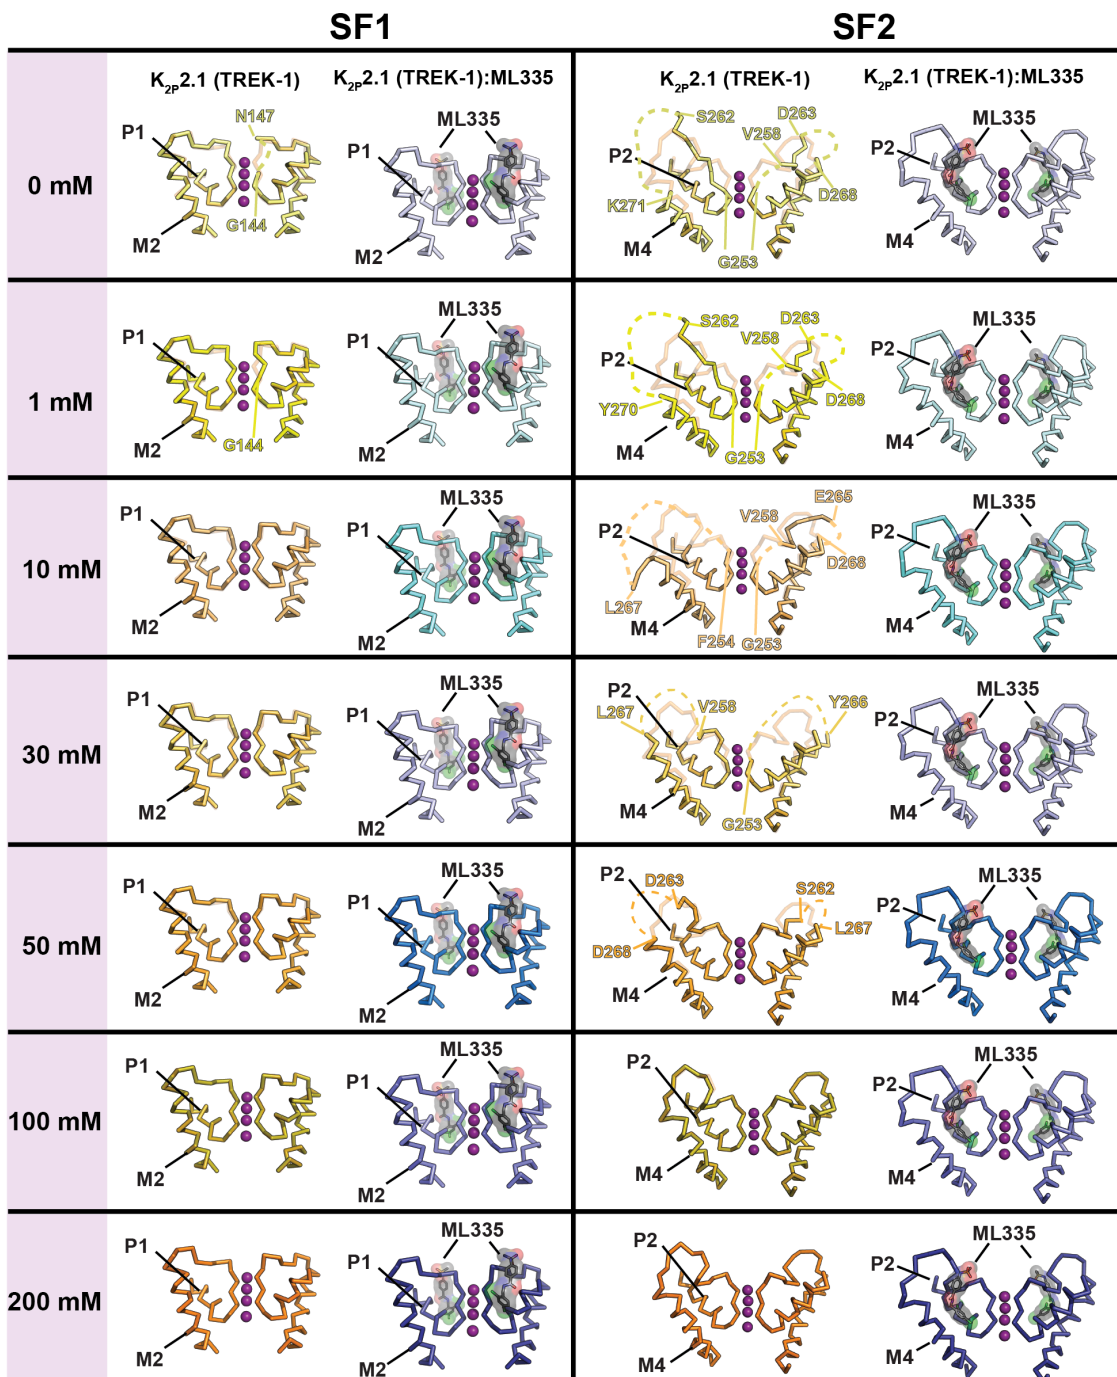 SF1
SF2
K2P2.1 (TREK-1)
K2P2.1 (TREK-1):ML335
K2P2.1 (TREK-1)
K2P2.1 (TREK-1):ML335
0 mM
P1
N147
G144
M2
P1
ML335
M2
S262
V258
D263
P2
K271
D268
M4
G253
ML335
P2
M4
1 mM
P1
G144
M2
ML335
P1
M2
S262
V258
D263
P2
Y270
D268
M4
G253
ML335
P2
M4
10 mM
P1
M2
ML335
P1
M2
E265
V258
P2
D268
L267
M4
F254
G253
ML335
P2
M4
30 mM
P1
M2
ML335
P1
M2
P2
L267
V258
Y266
M4
G253
ML335
P2
M4
50 mM
P1
M2
ML335
P1
M2
P2
D263
S262
L267
D268
M4
ML335
P2
M4
100 mM
P1
M2
ML335
P1
M2
P2
M4
ML335
P2
M4
200 mM
P1
M2
ML335
P1
M2
P2
M4
ML335
P2
M4